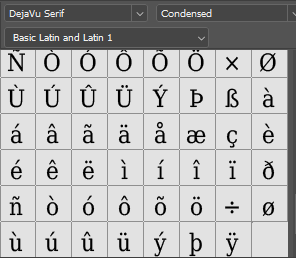 DejaVu Serif Condensed
Basic Latin and Latin 1
Ñ Ò Ó Ô Õ Ö × Ø
Ù Ú Û Ü Ý Þ ß à
á â ã ä å æ ç è
é ê ë ì í î ï ð
ñ ò ó ô õ ö ÷ ø
ù ú û ü ý þ ÿ